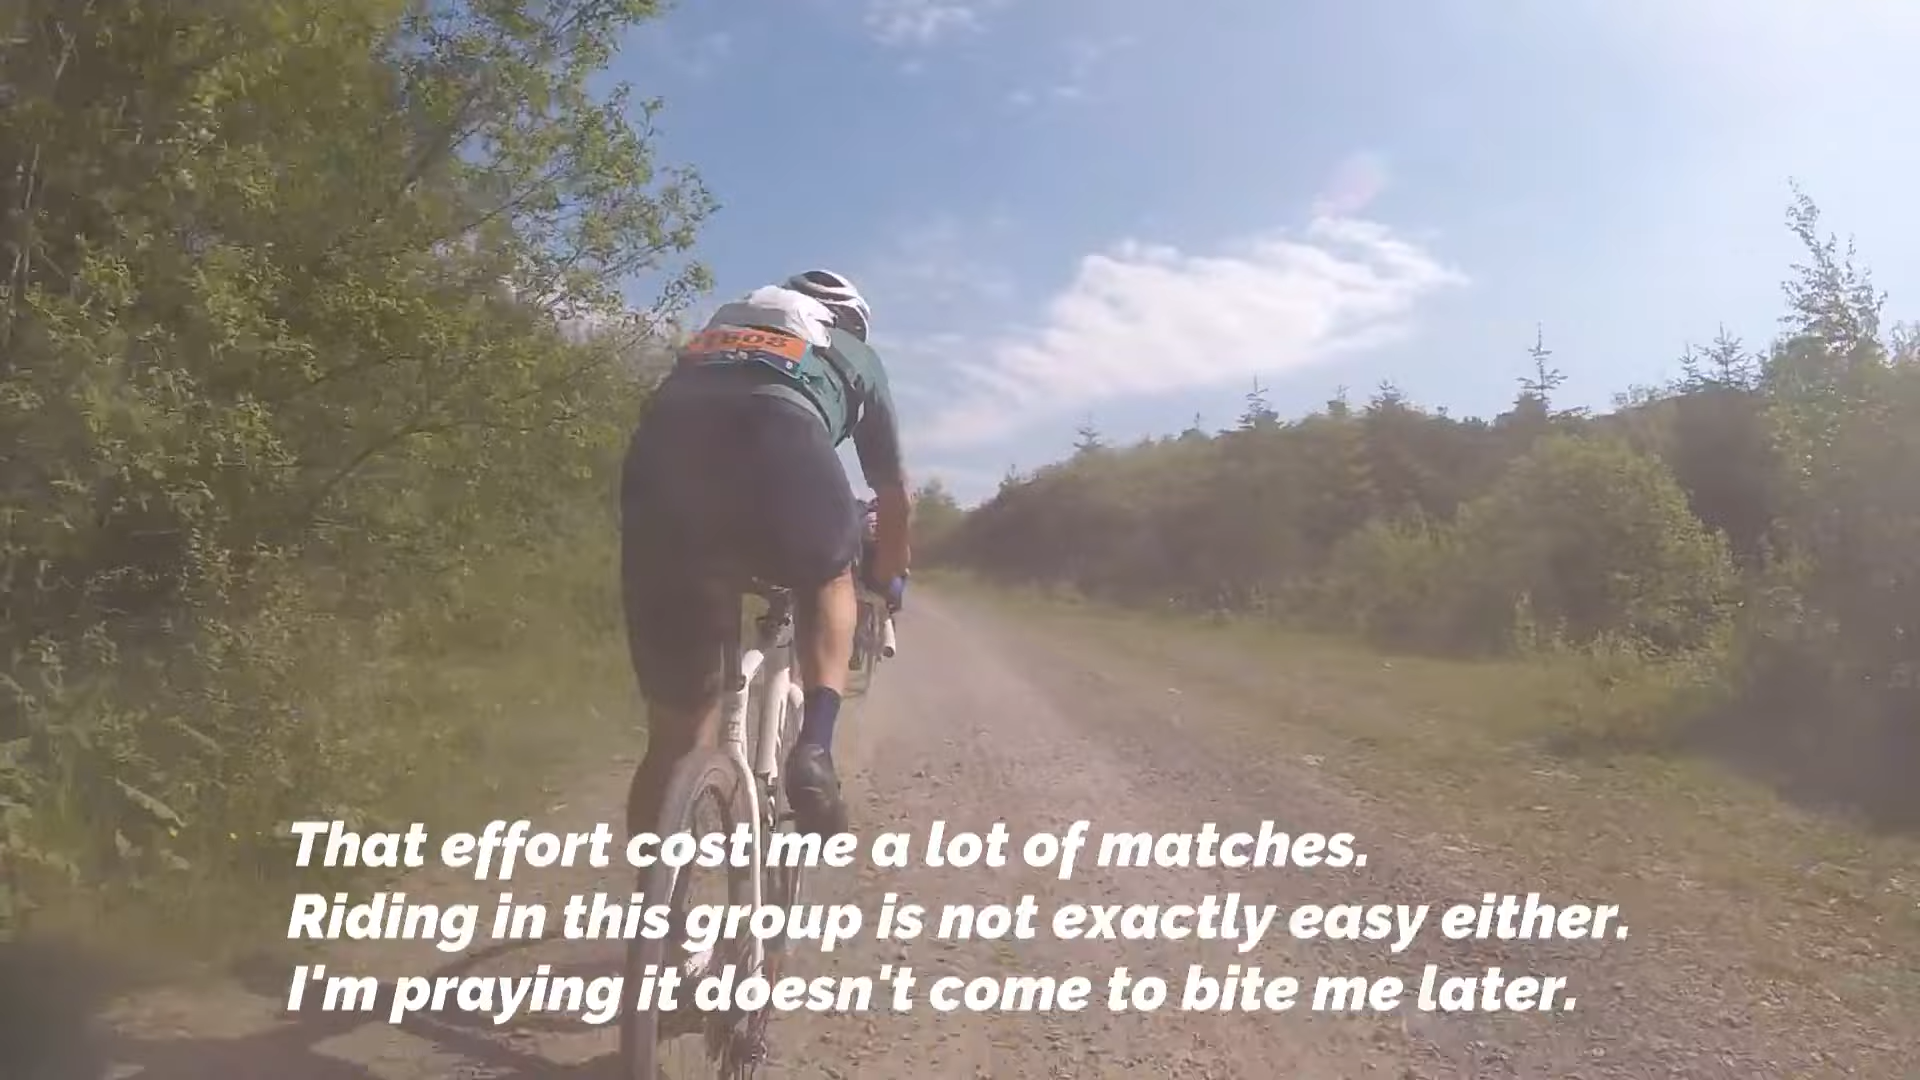 That effort cost me a lot of matches.
Riding in this group is not exactly easy either.
I'm praying it doesn't come to bite me later.